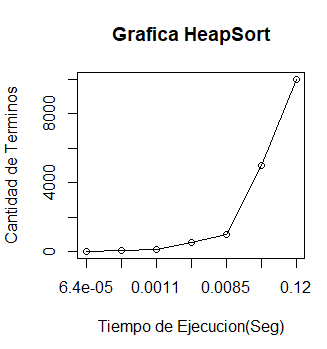 Grafica HeapSort
Cantidad de Terminos
8000
4000
0
6.4e-05 0.0011 0.0085 0.12
Tiempo de Ejecucion(Seg)